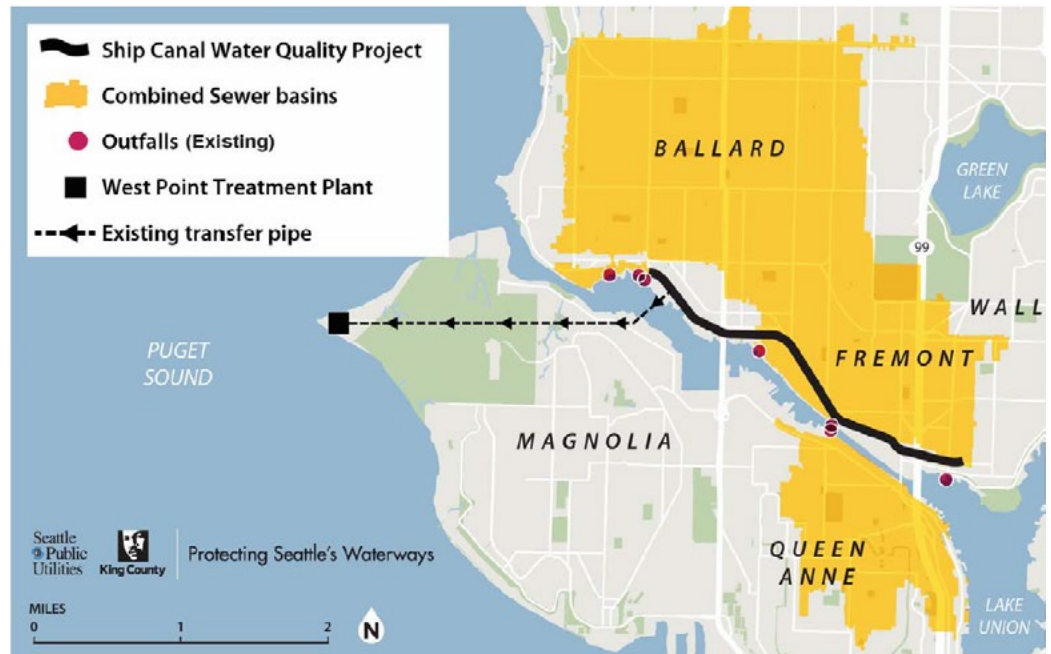 Ship Canal Water Quality Project
Combined Sewer basins
Outfalls (Existing)
West Point Treatment Plant
Existing transfer pipe
BALLARD
GREEN
LAKE
99
WALL
FREMONT
PUGET
SOUND
MAGNOLIA
QUEEN
ANNE
LAKE
UNION
Seattle
Public
Utilities
King County
Protecting Seattle's Waterways
MILES
0 1 2
N